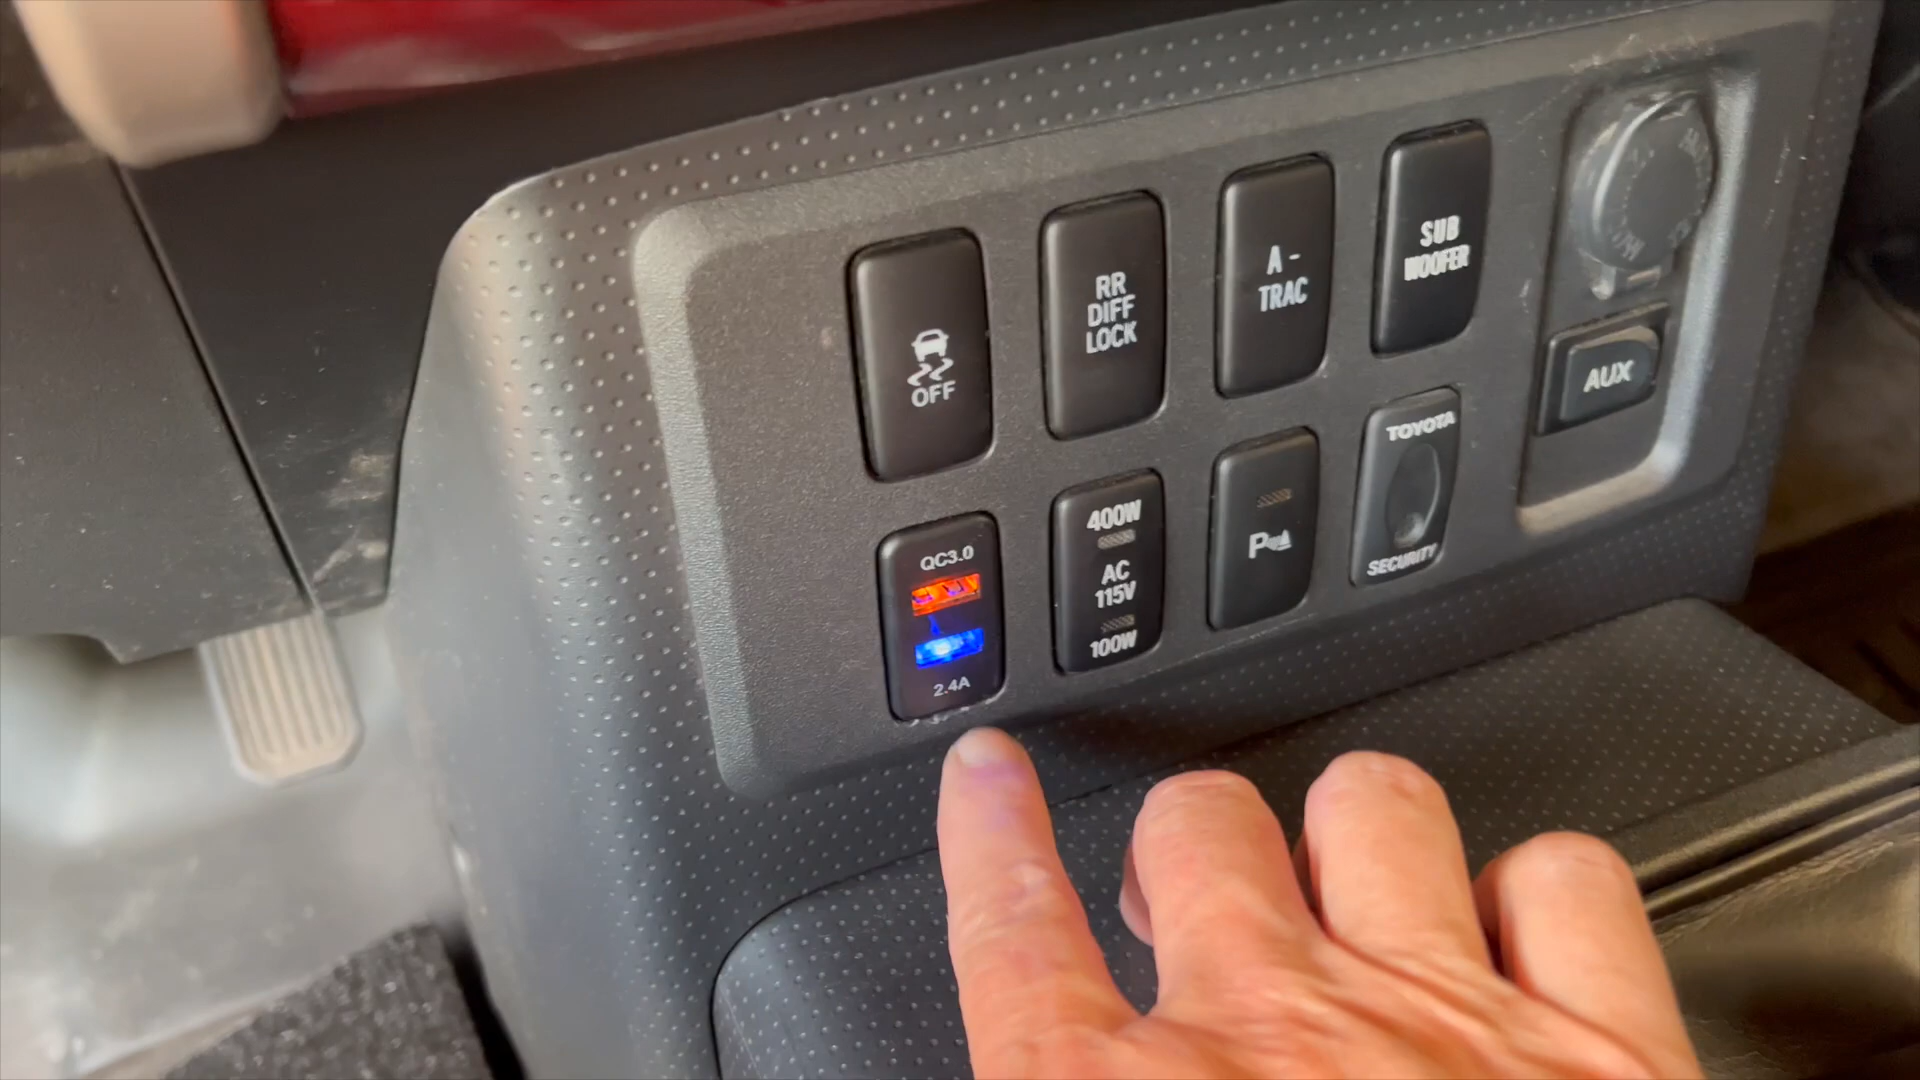 OFF
RR
DIFF
LOCK
A -
TRAC
SUB
WOOFER
AUX
QC3.0
2.4A
400W
AC
115V
100W
P
TOYOTA
SECURITY